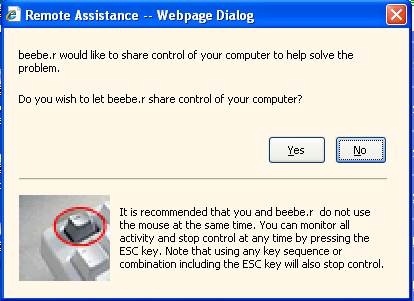 Remote Assistance -- Webpage Dialog
beebe.r would like to share control of your computer to help solve the
problem.
Do you wish to let beebe.r share control of your computer?
Yes No
It is recommended that you and beebe.r  do not use
the mouse at the same time. You can monitor all
activity and stop control at any time by pressing the
ESC key. Note that using any key sequence or
combination including the ESC key will also stop control.